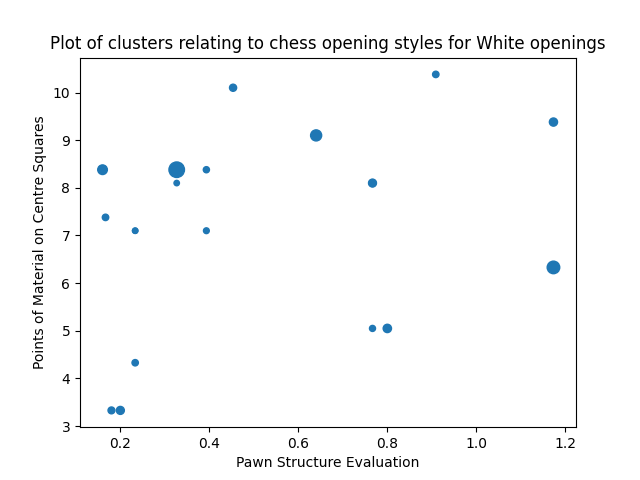 Plot of clusters relating to chess opening styles for White openings
10
9
8
7
6
5
4
3
Points of Material on Centre Squares
0.2 0.4 0.6 0.8 1.0 1.2
Pawn Structure Evaluation